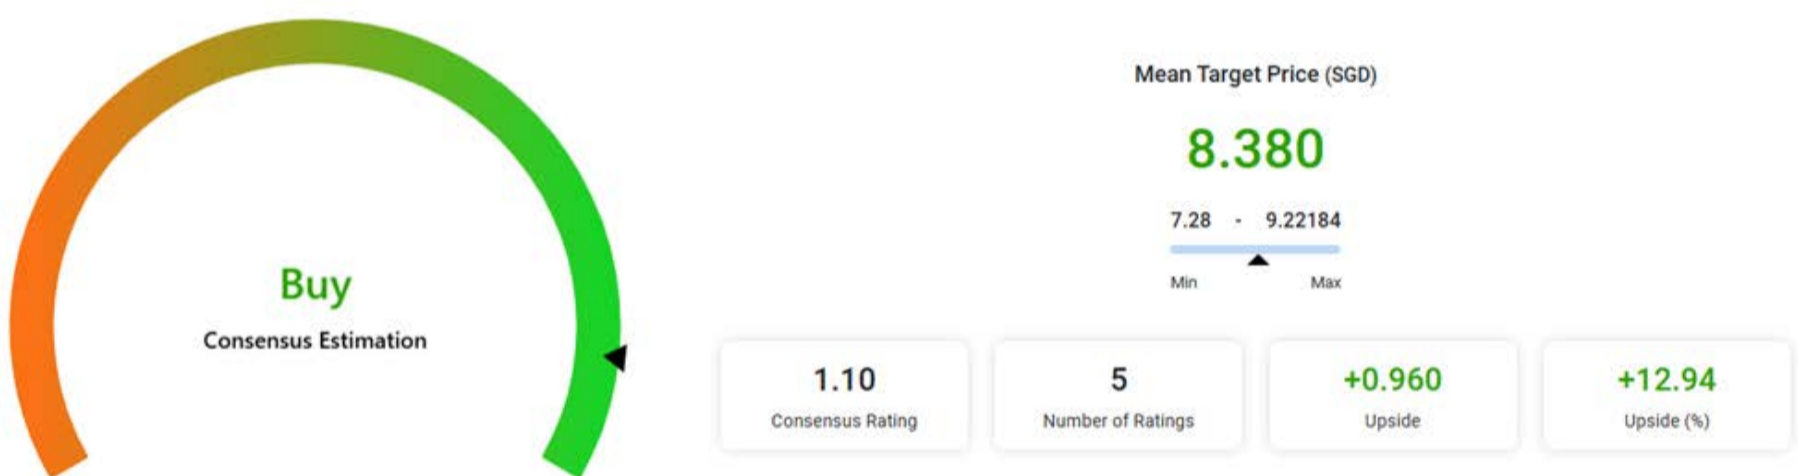 Buy
Consensus Estimation
Mean Target Price (SGD)
8.380
7.28 - 9.22184
Min Max
1.10
Consensus Rating
5
Number of Ratings
+0.960
Upside
+12.94
Upside (%)